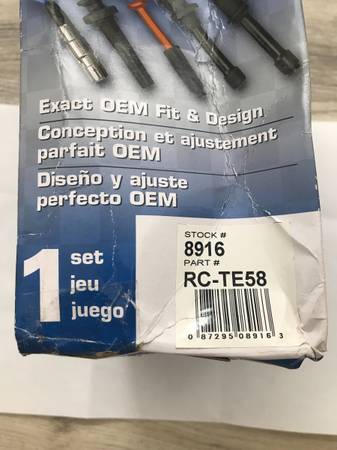 Exact OEM Fit & Design
Conception et ajustement
parfait OEM
Diseño y ajuste
perfecto OEM
1 set
jeu
juego
STOCK #
8916
PART #
RC-TE58
0 87295 08916 3